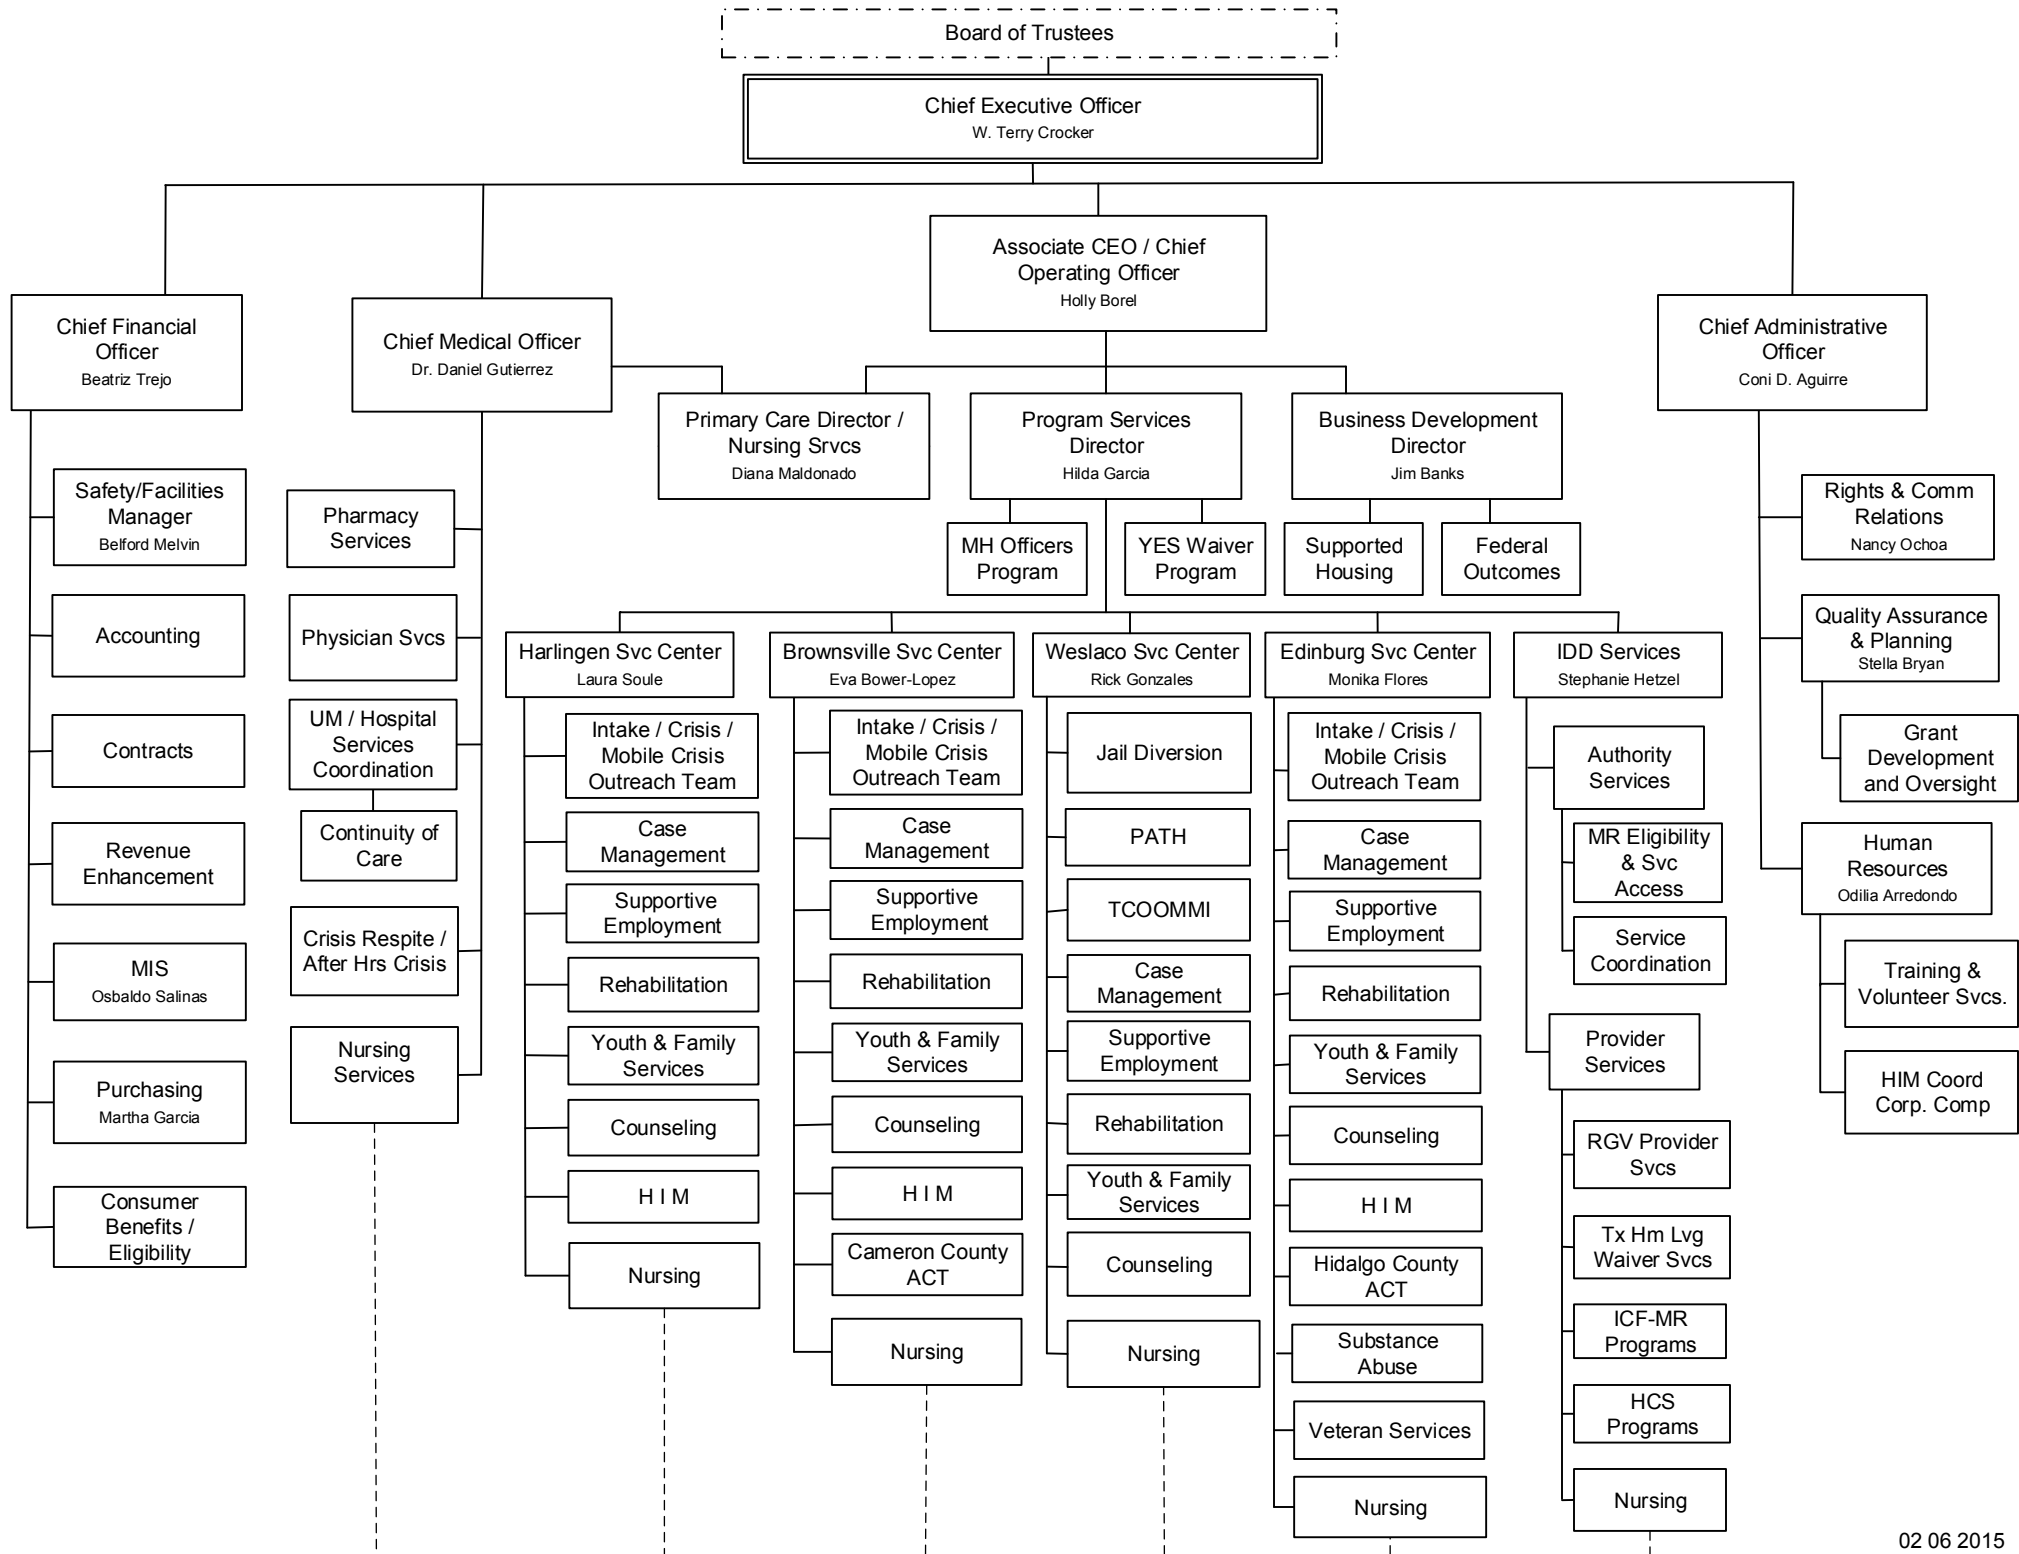 Board of Trustees
Chief Executive Officer
W. Terry Crocker
Associate CEO / Chief
Operating Officer
Holly Borel
Chief Financial
Officer
Beatriz Trejo
Chief Medical Officer
Dr. Daniel Gutierrez
Chief Administrative
Officer
Coni D. Aguirre
Primary Care Director /
Nursing Srvcs
Diana Maldonado
Program Services
Director
Hilda Garcia
Business Development
Director
Jim Banks
MH Officers
Program
YES Waiver
Program
Supported
Housing
Federal
Outcomes
Safety/Facilities
Manager
Belford Melvin
Accounting
Contracts
Revenue
Enhancement
MIS
Osbaldo Salinas
Purchasing
Martha Garcia
Consumer
Benefits /
Eligibility
Pharmacy
Services
Physician Svcs
UM / Hospital
Services
Coordination
Continuity of
Care
Crisis Respite /
After Hrs Crisis
Nursing
Services
Harlingen Svc Center
Laura Soule
Intake / Crisis /
Mobile Crisis
Outreach Team
Case
Management
Supportive
Employment
Rehabilitation
Youth & Family
Services
Counseling
H I M
Nursing
Brownsville Svc Center
Eva Bower-Lopez
Intake / Crisis /
Mobile Crisis
Outreach Team
Case
Management
Supportive
Employment
Rehabilitation
Youth & Family
Services
Counseling
H I M
Cameron County
ACT
Nursing
Weslaco Svc Center
Rick Gonzales
Jail Diversion
PATH
TCOOMMI
Case
Management
Supportive
Employment
Rehabilitation
Youth & Family
Services
Counseling
Nursing
Edinburg Svc Center
Monika Flores
Intake / Crisis /
Mobile Crisis
Outreach Team
Case
Management
Supportive
Employment
Rehabilitation
Youth & Family
Services
Counseling
H I M
Hidalgo County
ACT
Substance
Abuse
Veteran Services
Nursing
IDD Services
Stephanie Hetzel
Authority
Services
MR Eligibility
& Svc
Access
Service
Coordination
Provider
Services
RGV Provider
Svcs
Tx Hm Lvg
Waiver Svcs
ICF-MR
Programs
HCS
Programs
Nursing
Rights & Comm
Relations
Nancy Ochoa
Quality Assurance
& Planning
Stella Bryan
Grant
Development
and Oversight
Human
Resources
Odilia Arredondo
Training &
Volunteer Svcs.
HIM Coord
Corp. Comp
02 06 2015